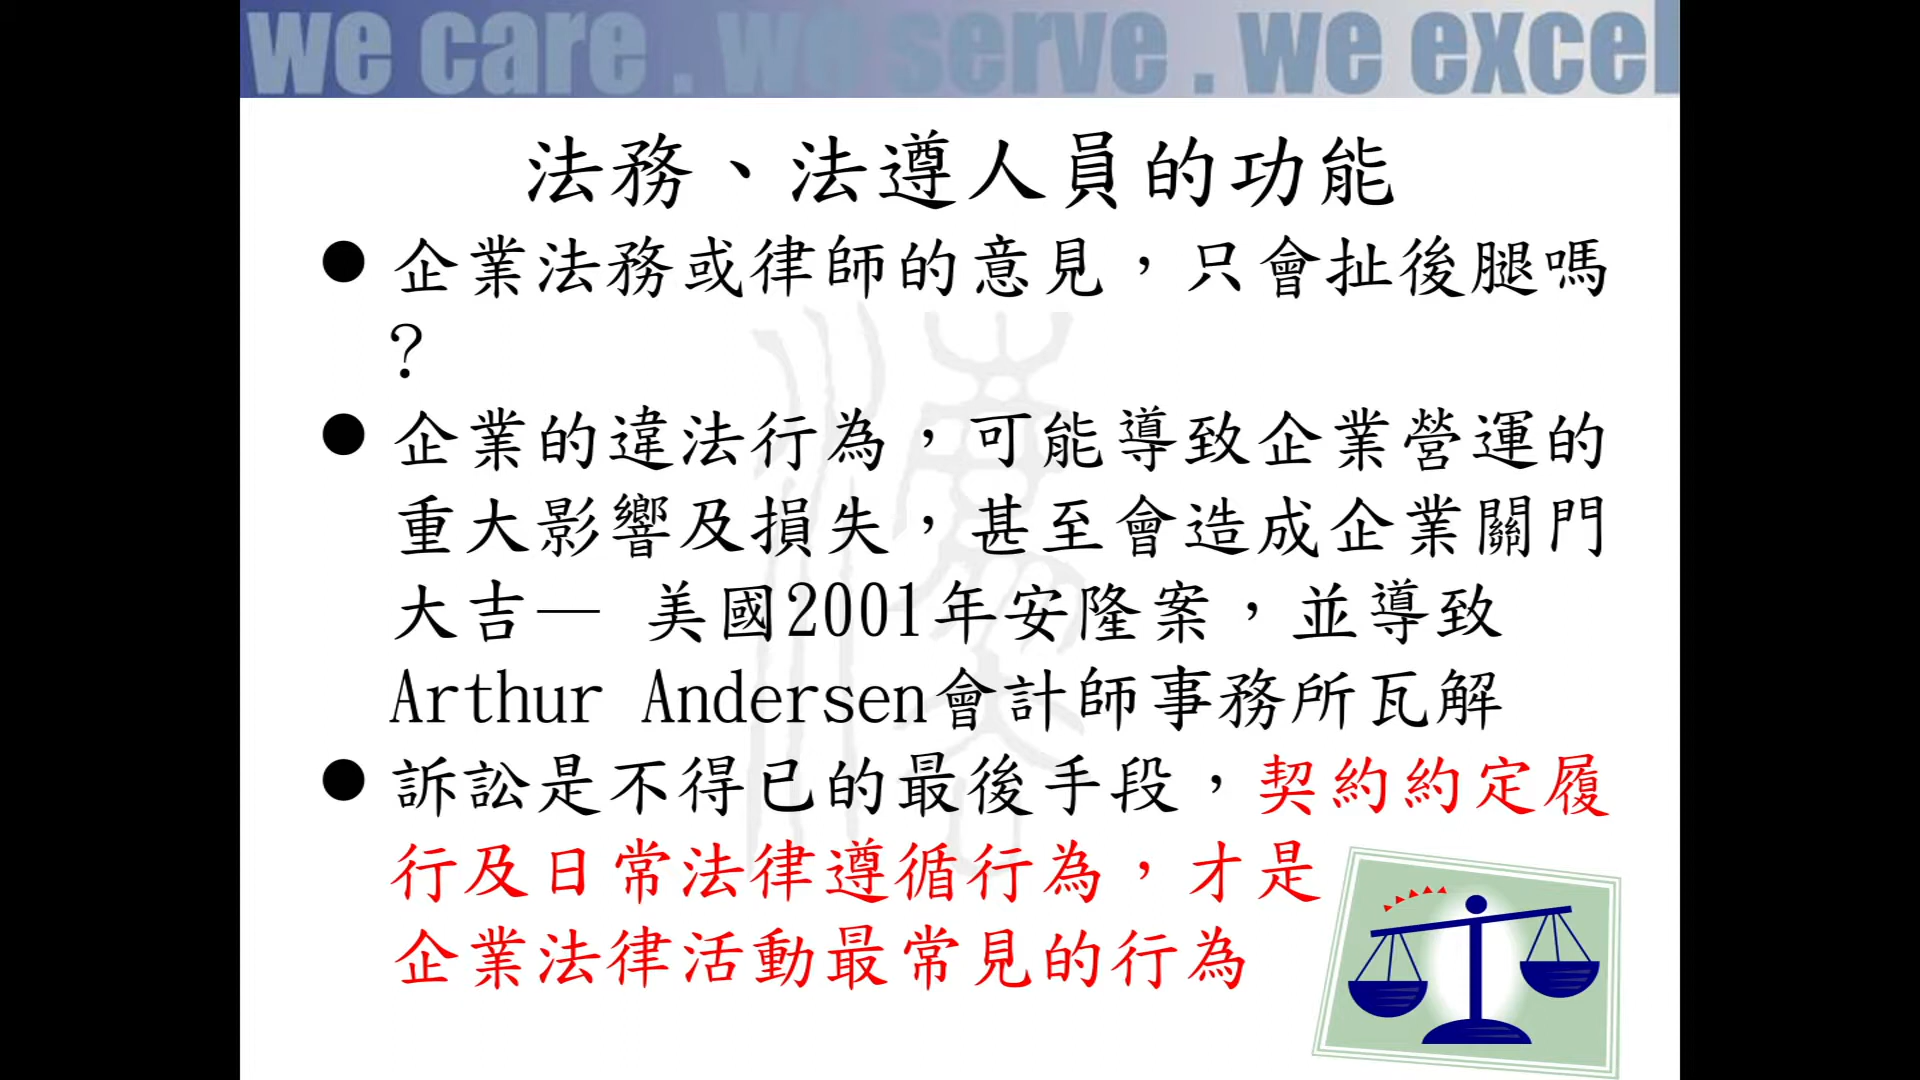 we care . we serve . we excel
法務、法遵人員的功能
● 企業法務或律師的意見，只會扯後腿嗎
？
● 企業的違法行為，可能導致企業營運的
重大影響及損失，甚至會造成企業關門
大吉— 美國2001年安隆案，並導致
Arthur Andersen會計師事務所瓦解
● 訴訟是不得已的最後手段，契約約定履
行及日常法律遵循行為，才是
企業法律活動最常見的行為